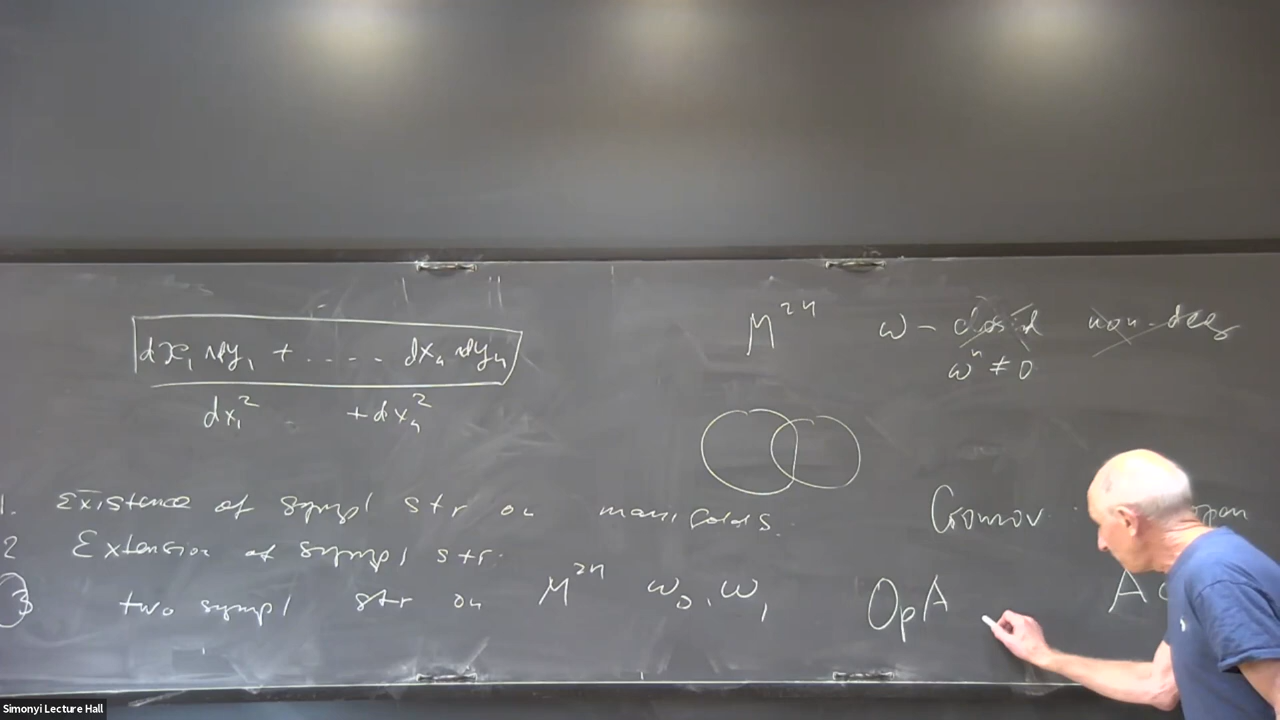 dx₁∧dy₁ + ..... dxₙ∧dyₙ
dx₁² +dxₙ²
M²ⁿ ω – closed non-deg
ωⁿ ≠ 0
1. Existence of sympl str on manifolds.
Gromov
2 Extension of sympl str.
3 two sympl str on M²ⁿ ω₀, ω₁
OpA A
Simonyi Lecture Hall